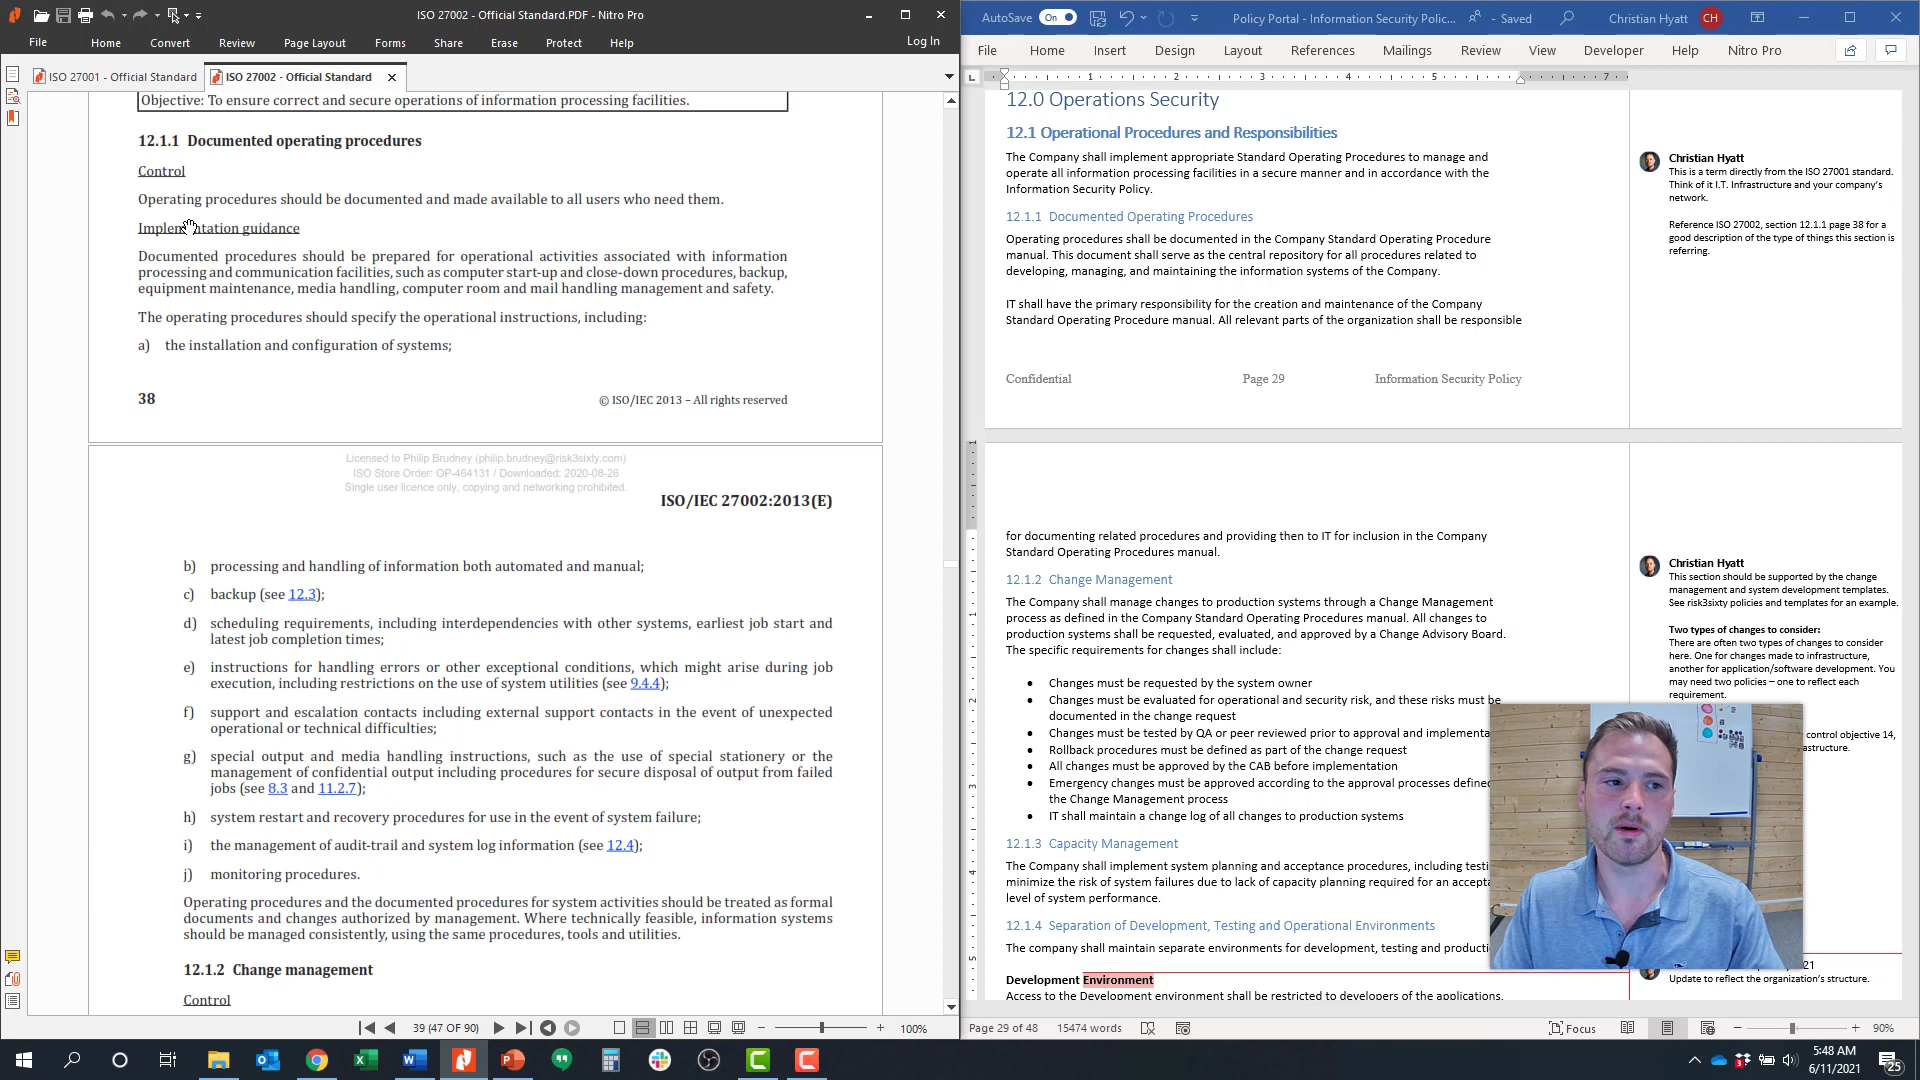 ISO 27002 - Official Standard.PDF - Nitro Pro
File
Home
Convert
Review
Page Layout
Forms
Share
Erase
Protect
Help
Log In
ISO 27001 - Official Standard
ISO 27002 - Official Standard
Objective: To ensure correct and secure operations of information processing facilities.
12.1.1 Documented operating procedures
Control
Operating procedures should be documented and made available to all users who need them.
Implementation guidance
Documented procedures should be prepared for operational activities associated with information
processing and communication facilities, such as computer start-up and close-down procedures, backup,
equipment maintenance, media handling, computer room and mail handling management and safety.
The operating procedures should specify the operational instructions, including:
a) the installation and configuration of systems;
38
© ISO/IEC 2013 – All rights reserved
Licensed to Philip Brudney (philip.brudney@risk3sixty.com)
ISO Store Order: OP-464131 / Downloaded: 2020-08-26
Single user licence only, copying and networking prohibited.
ISO/IEC 27002:2013(E)
b) processing and handling of information both automated and manual;
c) backup (see 12.3);
d) scheduling requirements, including interdependencies with other systems, earliest job start and
latest job completion times;
e) instructions for handling errors or other exceptional conditions, which might arise during job
execution, including restrictions on the use of system utilities (see 9.4.4);
f) support and escalation contacts including external support contacts in the event of unexpected
operational or technical difficulties;
g) special output and media handling instructions, such as the use of special stationery or the
management of confidential output including procedures for secure disposal of output from failed
jobs (see 8.3 and 11.2.7);
h) system restart and recovery procedures for use in the event of system failure;
i) the management of audit-trail and system log information (see 12.4);
j) monitoring procedures.
Operating procedures and the documented procedures for system activities should be treated as formal
documents and changes authorized by management. Where technically feasible, information systems
should be managed consistently, using the same procedures, tools and utilities.
12.1.2 Change management
Control
39 (47 OF 90)
100%
AutoSave On
Policy Portal - Information Security Polic...
- Saved
Christian Hyatt
CH
File
Home
Insert
Design
Layout
References
Mailings
Review
View
Developer
Help
Nitro Pro
1 2 3 4 5 7
12.0 Operations Security
12.1 Operational Procedures and Responsibilities
The Company shall implement appropriate Standard Operating Procedures to manage and
operate all information processing facilities in a secure manner and in accordance with the
Information Security Policy.
12.1.1 Documented Operating Procedures
Operating procedures shall be documented in the Company Standard Operating Procedure
manual. This document shall serve as the central repository for all procedures related to
developing, managing, and maintaining the information systems of the Company.
IT shall have the primary responsibility for the creation and maintenance of the Company
Standard Operating Procedure manual. All relevant parts of the organization shall be responsible
Confidential
Page 29
Information Security Policy
for documenting related procedures and providing then to IT for inclusion in the Company
Standard Operating Procedures manual.
12.1.2 Change Management
The Company shall manage changes to production systems through a Change Management
process as defined in the Company Standard Operating Procedures manual. All changes to
production systems shall be requested, evaluated, and approved by a Change Advisory Board.
The specific requirements for changes shall include:
• Changes must be requested by the system owner
• Changes must be evaluated for operational and security risk, and these risks must be
documented in the change request
• Changes must be tested by QA or peer reviewed prior to approval and implementa
• Rollback procedures must be defined as part of the change request
• All changes must be approved by the CAB before implementation
• Emergency changes must be approved according to the approval processes define
the Change Management process
• IT shall maintain a change log of all changes to production systems
12.1.3 Capacity Management
The Company shall implement system planning and acceptance procedures, including testi
minimize the risk of system failures due to lack of capacity planning required for an accepta
level of system performance.
12.1.4 Separation of Development, Testing and Operational Environments
The company shall maintain separate environments for development, testing and producti
Development Environment
Access to the Development environment shall be restricted to developers of the applications.
Christian Hyatt
This is a term directly from the ISO 27001 standard.
Think of it I.T. Infrastructure and your company's
network.
Reference ISO 27002, section 12.1.1 page 38 for a
good description of the type of things this section is
referring.
Christian Hyatt
This section should be supported by the change
management and system development templates.
See risk3sixty policies and templates for an example.
Two types of changes to consider:
There are often two types of changes to consider
here. One for changes made to infrastructure,
another for application/software development. You
may need two policies – one to reflect each
requirement.
control objective 14,
astructure.
21
Update to reflect the organization's structure.
Page 29 of 48
15474 words
Focus
90%
5:48 AM
6/11/2021
25